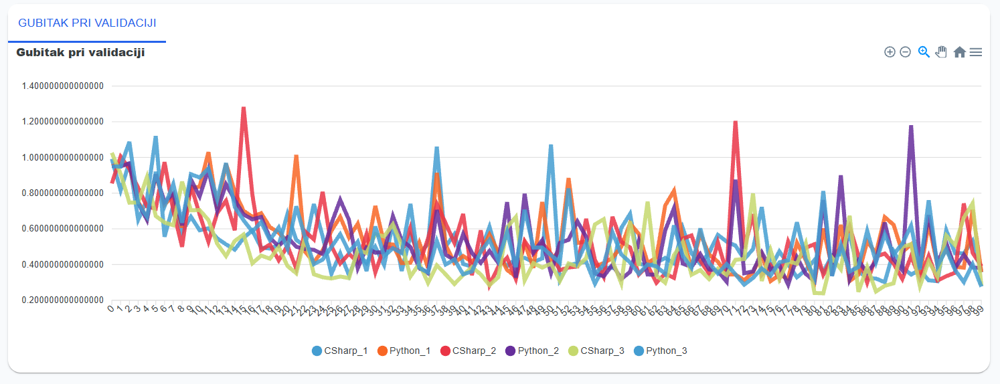 GUBITAK PRI VALIDACIJI
Gubitak pri validaciji
1.400000000000000
1.200000000000000
1.000000000000000
0.800000000000000
0.600000000000000
0.400000000000000
0.200000000000000
0 1 2 3 4 5 6 7 8 9 10 11 12 13 14 15 16 17 18 19 20 21 22 23 24 25 26 27 28 29 30 31 32 33 34 35 36 37 38 39 40 41 42 43 44 45 46 47 48 49 50 51 52 53 54 55 56 57 58 59 60 61 62 63 64 65 66 67 68 69 70 71 72 73 74 75 76 77 78 79 80 81 82 83 84 85 86 87 88 89 90 91 92 93 94 95 96 97 98 99
CSharp_1 Python_1 CSharp_2 Python_2 CSharp_3 Python_3